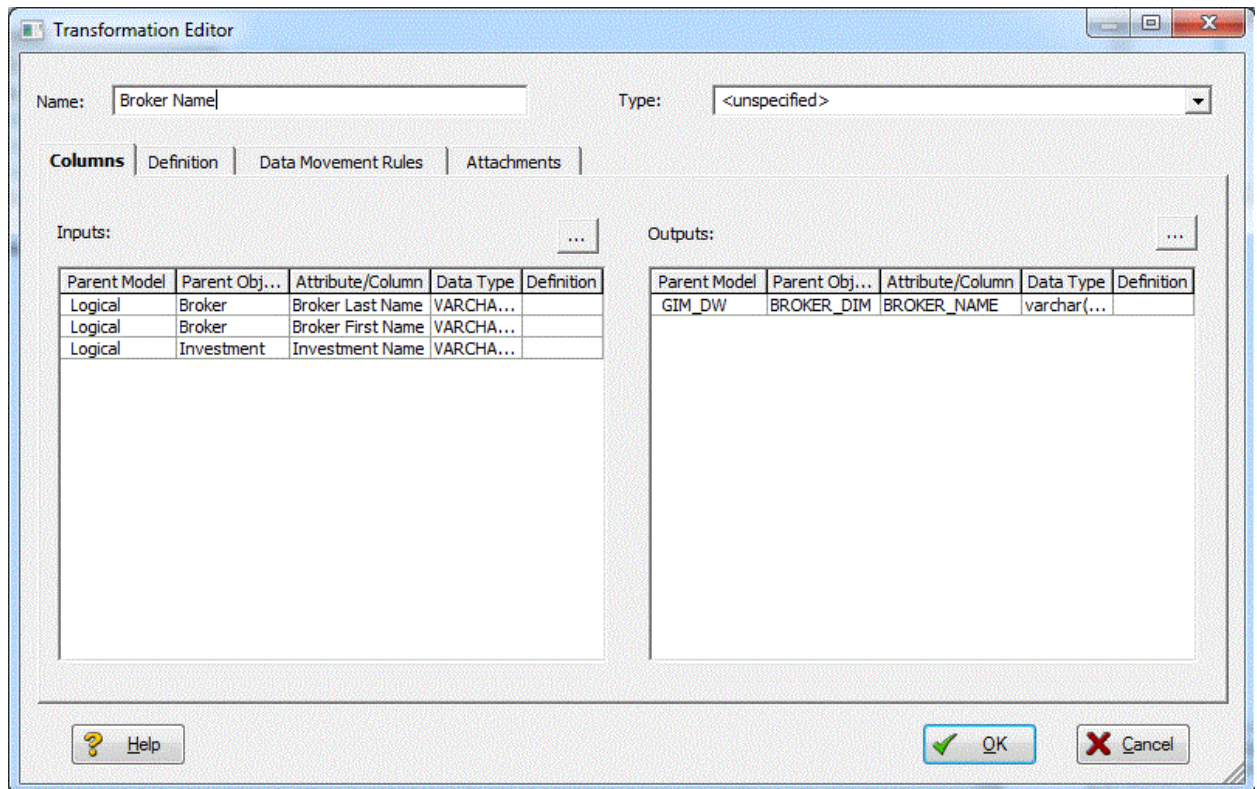 Transformation Editor
Name: Broker Name Type: <unspecified>
Columns Definition Data Movement Rules Attachments
Inputs: ... Outputs: ...
Parent Model Parent Obj... Attribute/Column Data Type Definition Parent Model Parent Obj... Attribute/Column Data Type Definition
Logical Broker Broker Last Name VARCHA... GIM_DW BROKER_DIM BROKER_NAME varchar(...
Logical Broker Broker First Name VARCHA...
Logical Investment Investment Name VARCHA...
? Help OK Cancel